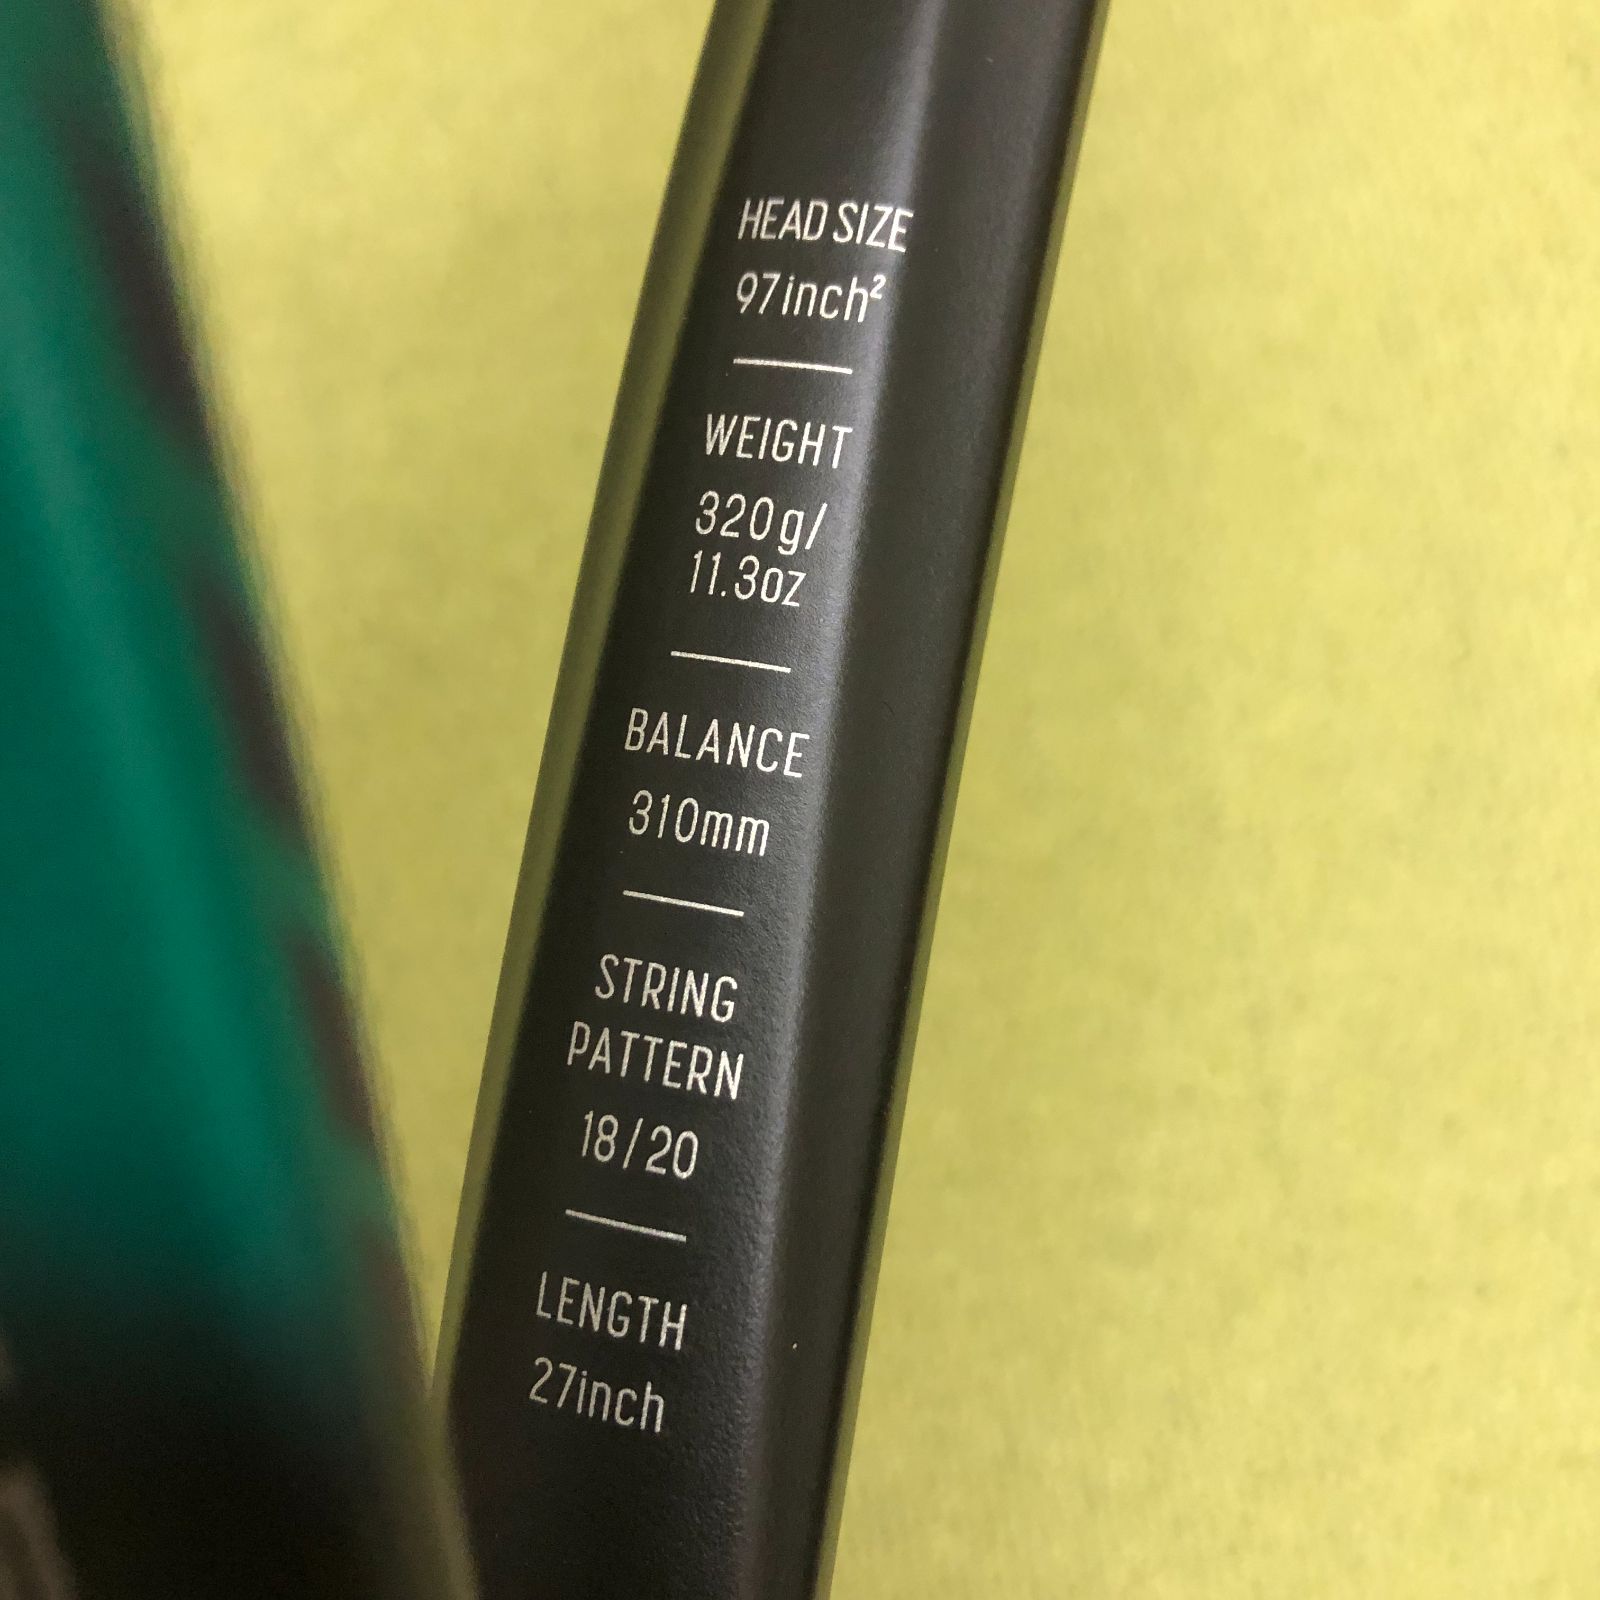 HEAD SIZE
97inch²
WEIGHT
320g/
11.3oz
BALANCE
310mm
STRING
PATTERN
18/20
LENGTH
27inch